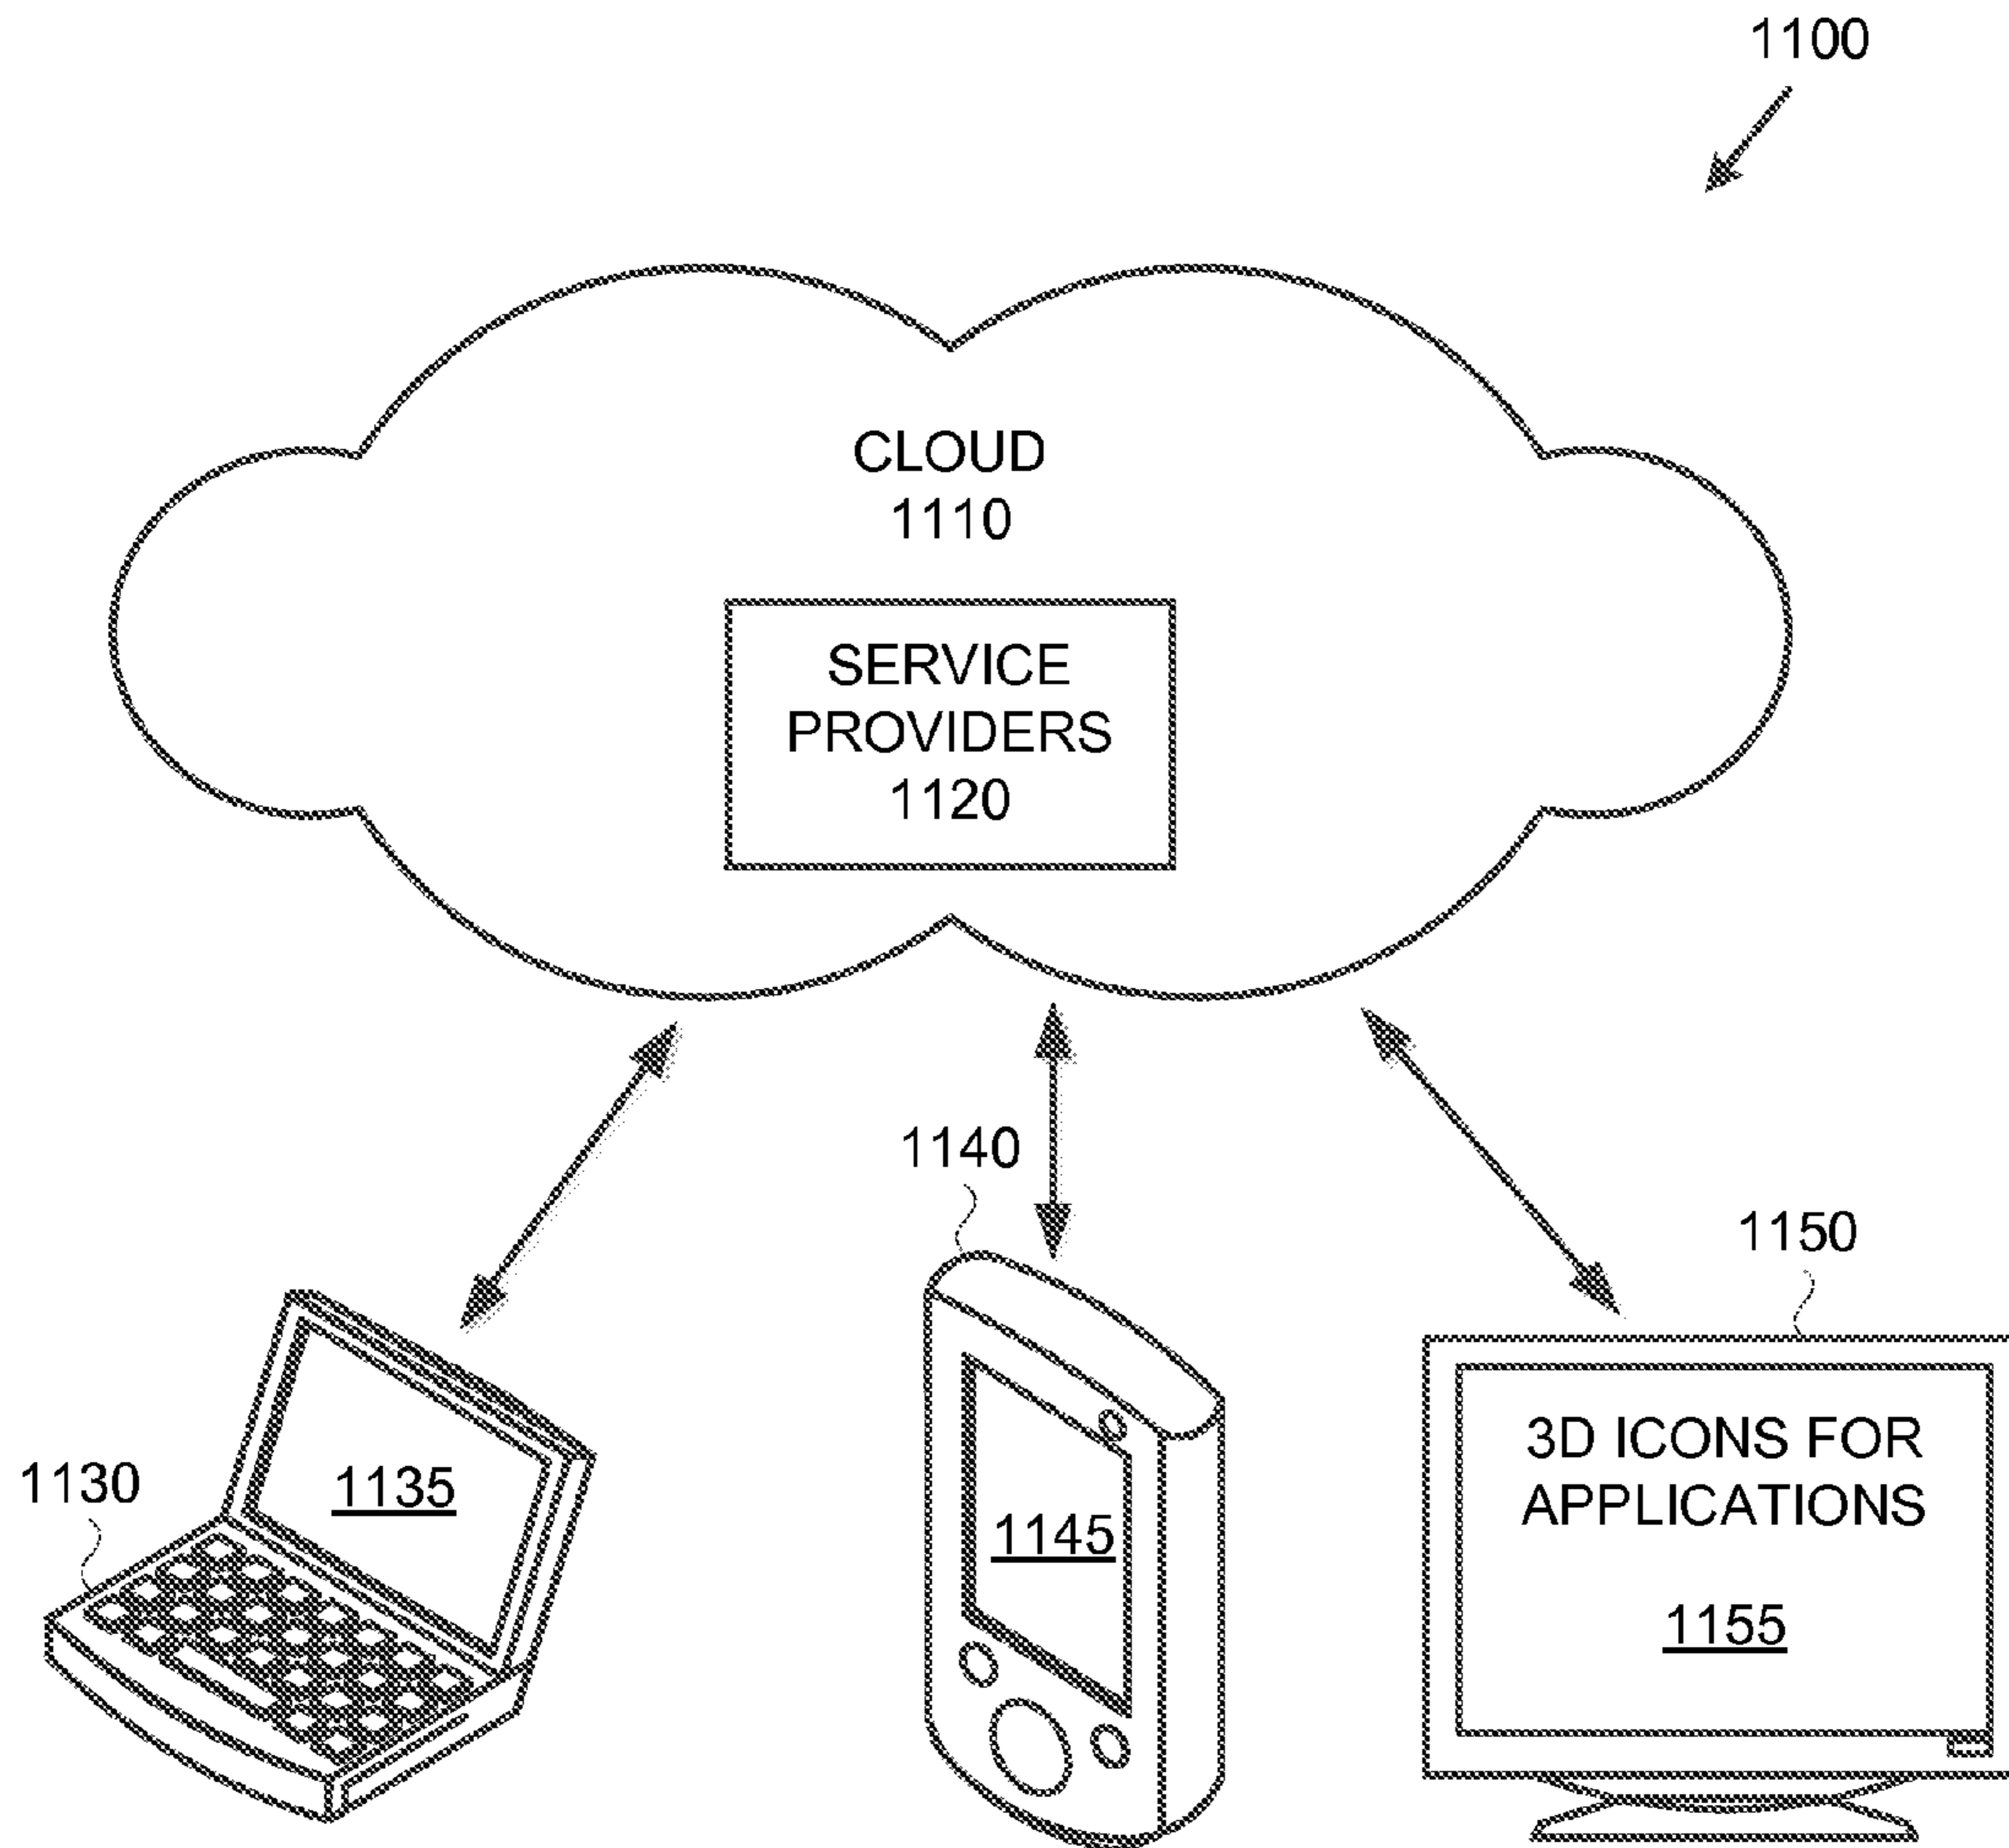 1100
CLOUD
1110
SERVICE
PROVIDERS
1120
1140
1150
1130
1135
1145
3D ICONS FOR
APPLICATIONS
1155